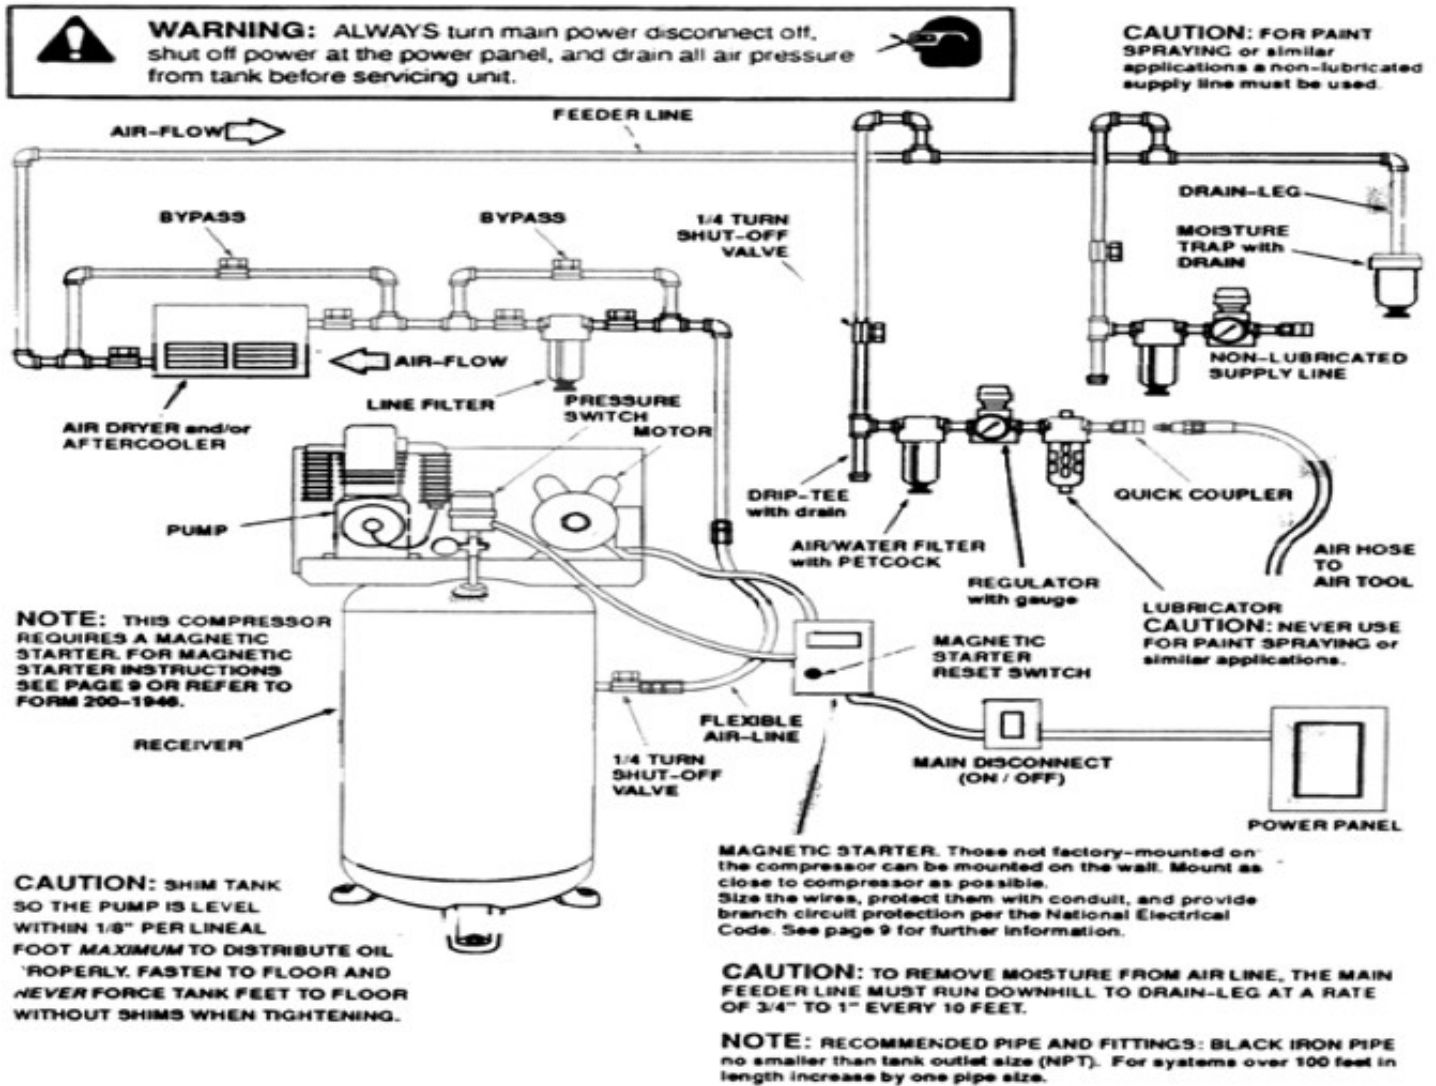 WARNING: ALWAYS turn main power disconnect off,
shut off power at the power panel, and drain all air pressure
from tank before servicing unit.
CAUTION: FOR PAINT
SPRAYING or similar
applications a non-lubricated
supply line must be used.
AIR-FLOW
FEEDER LINE
BYPASS
BYPASS
1/4 TURN
SHUT-OFF
VALVE
DRAIN-LEG
MOISTURE
TRAP with
DRAIN
AIR-FLOW
NON-LUBRICATED
SUPPLY LINE
LINE FILTER
PRESSURE
SWITCH
MOTOR
AIR DRYER and/or
AFTERCOOLER
PUMP
DRIP-TEE
with drain
QUICK COUPLER
AIR/WATER FILTER
with PETCOCK
REGULATOR
with gauge
AIR HOSE
TO
AIR TOOL
LUBRICATOR
CAUTION: NEVER USE
FOR PAINT SPRAYING or
similar applications.
NOTE: THIS COMPRESSOR
REQUIRES A MAGNETIC
STARTER. FOR MAGNETIC
STARTER INSTRUCTIONS
SEE PAGE 9 OR REFER TO
FORM 200-1946.
MAGNETIC
STARTER
RESET SWITCH
RECEIVER
FLEXIBLE
AIR-LINE
1/4 TURN
SHUT-OFF
VALVE
MAIN DISCONNECT
(ON / OFF)
POWER PANEL
MAGNETIC STARTER. Those not factory-mounted on
the compressor can be mounted on the wall. Mount as
close to compressor as possible.
Size the wires, protect them with conduit, and provide
branch circuit protection per the National Electrical
Code. See page 9 for further information.
CAUTION: SHIM TANK
SO THE PUMP IS LEVEL
WITHIN 1/8" PER LINEAL
FOOT MAXIMUM TO DISTRIBUTE OIL
'ROPERLY. FASTEN TO FLOOR AND
NEVER FORCE TANK FEET TO FLOOR
WITHOUT SHIMS WHEN TIGHTENING.
CAUTION: TO REMOVE MOISTURE FROM AIR LINE, THE MAIN
FEEDER LINE MUST RUN DOWNHILL TO DRAIN-LEG AT A RATE
OF 3/4" TO 1" EVERY 10 FEET.
NOTE: RECOMMENDED PIPE AND FITTINGS: BLACK IRON PIPE
no smaller than tank outlet size (NPT). For systems over 100 feet in
length increase by one pipe size.